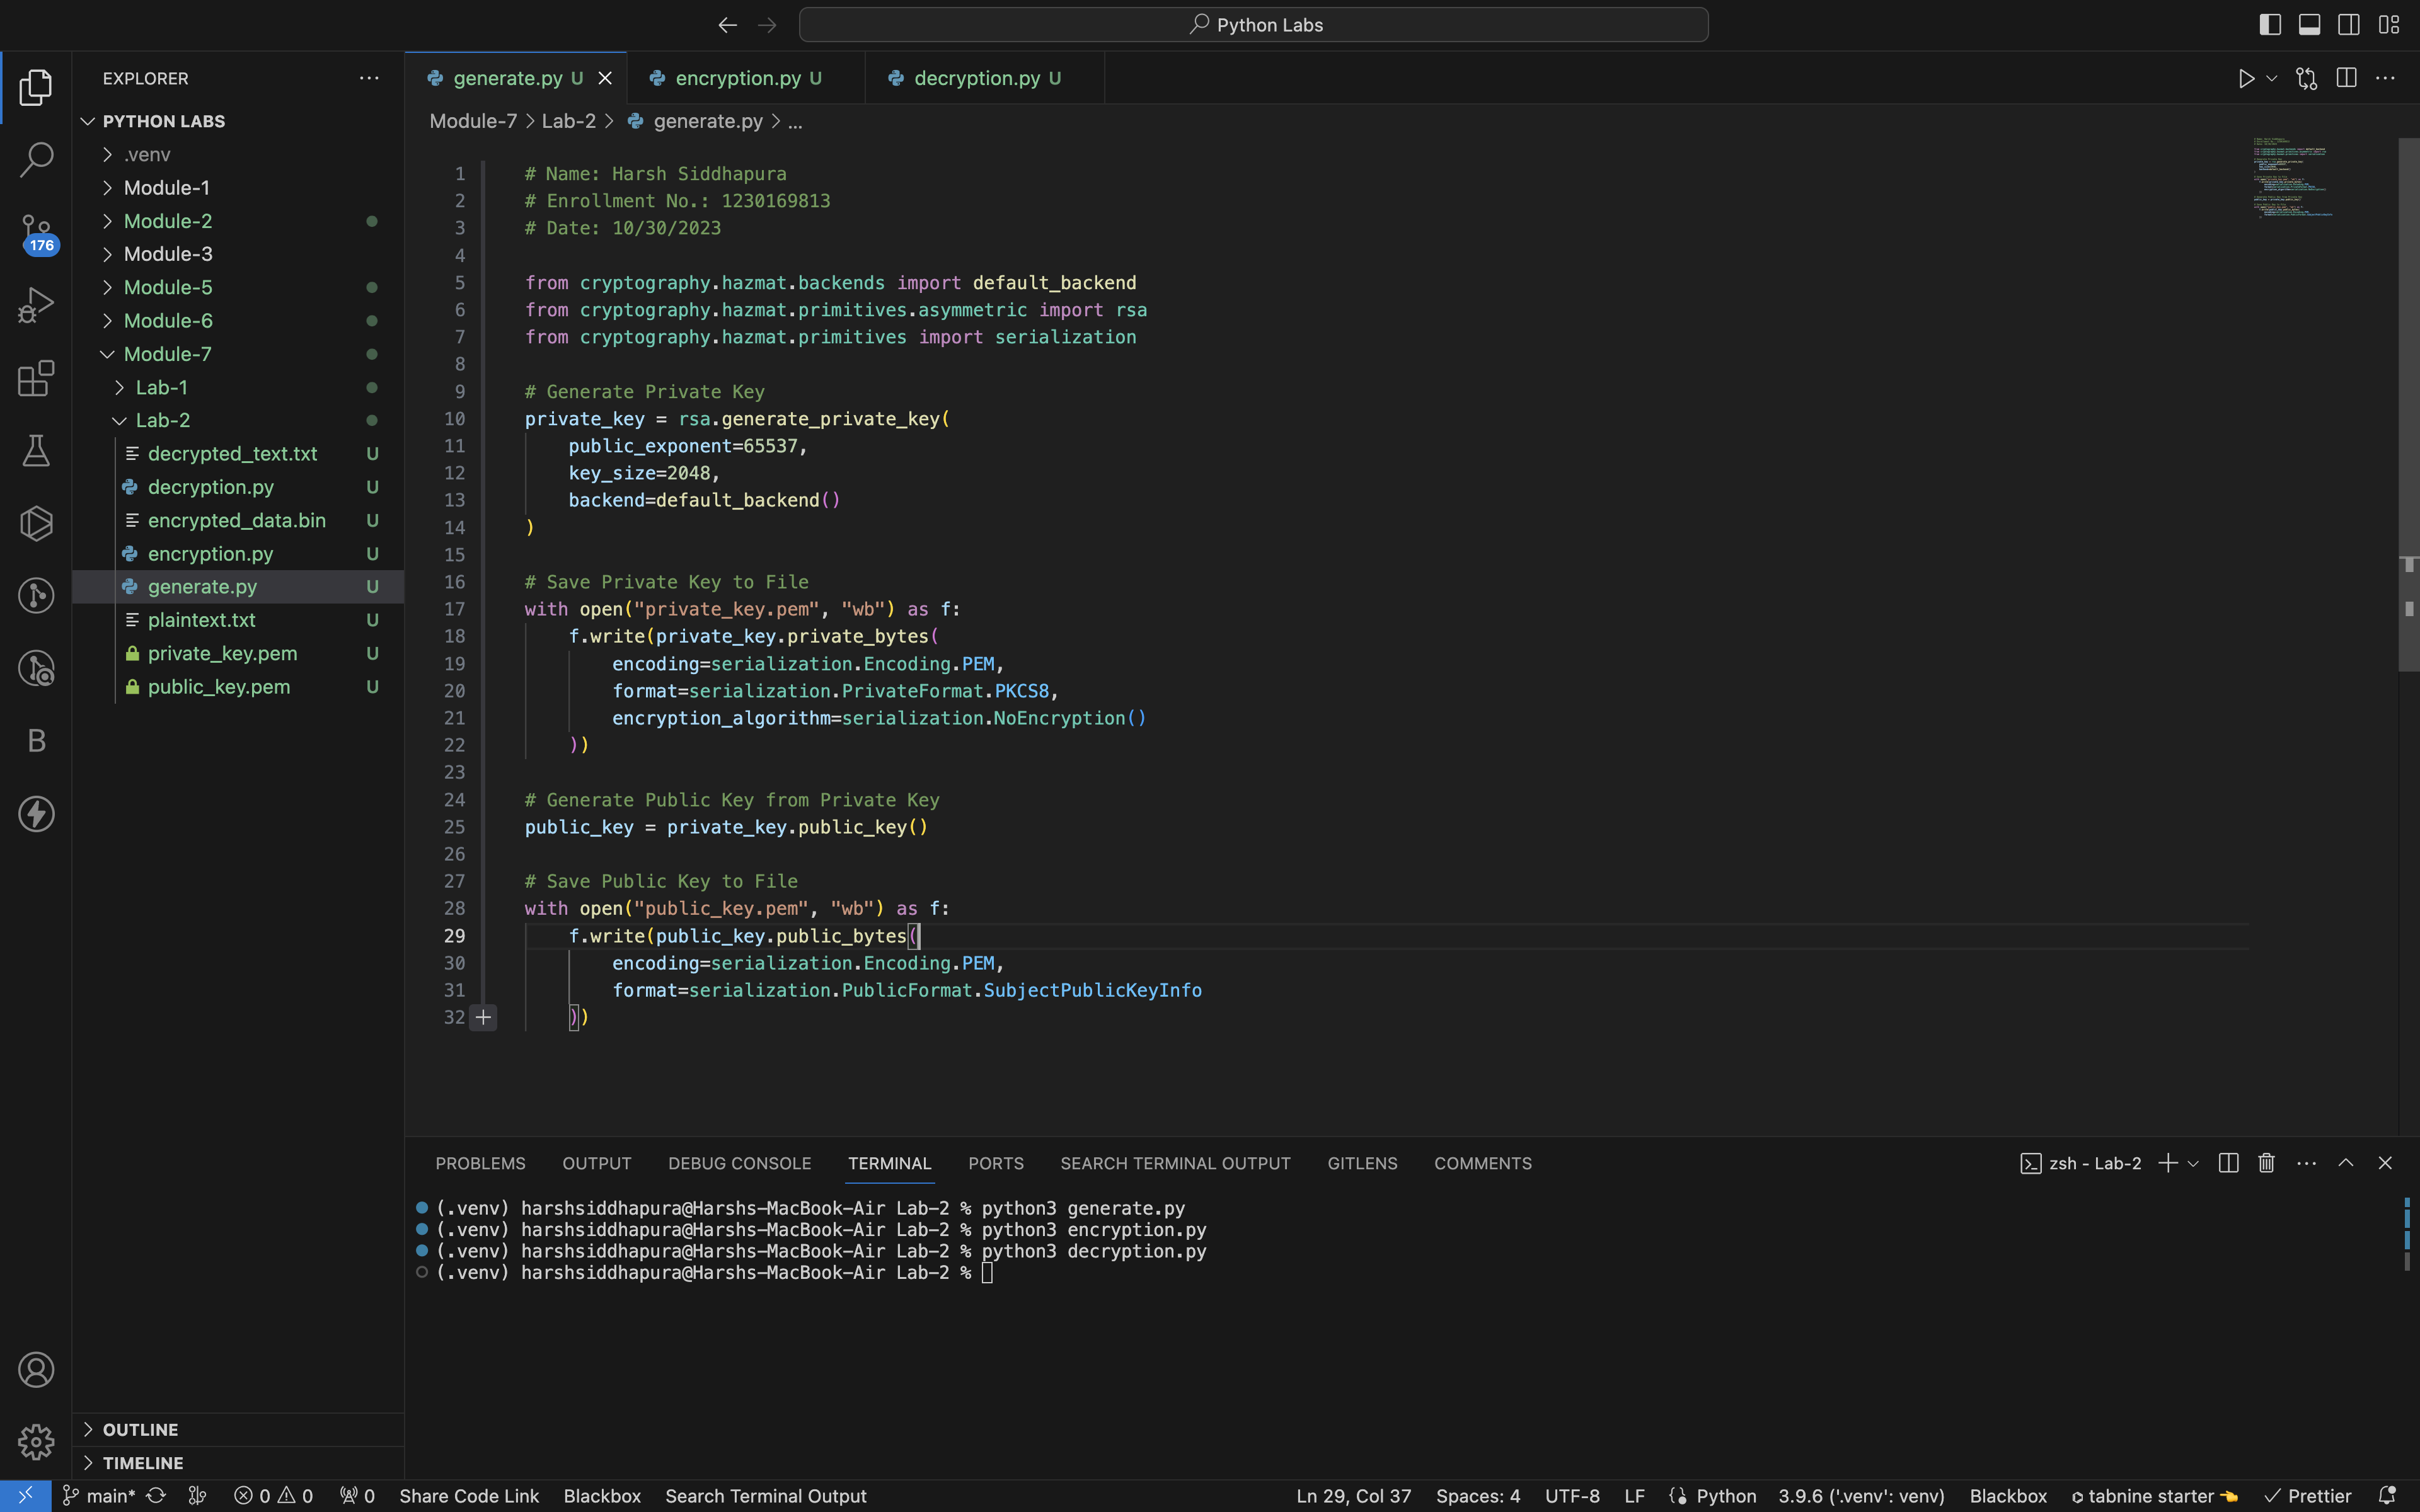 Python Labs
EXPLORER
PYTHON LABS
.venv
Module-1
Module-2
176
Module-3
Module-5
Module-6
Module-7
Lab-1
Lab-2
decrypted_text.txt U
decryption.py U
encrypted_data.bin U
encryption.py U
generate.py U
plaintext.txt U
private_key.pem U
public_key.pem U
B
OUTLINE
TIMELINE
generate.py U encryption.py U decryption.py U
Module-7 > Lab-2 > generate.py > ...
1 # Name: Harsh Siddhapura
2 # Enrollment No.: 1230169813
3 # Date: 10/30/2023
4
5 from cryptography.hazmat.backends import default_backend
6 from cryptography.hazmat.primitives.asymmetric import rsa
7 from cryptography.hazmat.primitives import serialization
8
9 # Generate Private Key
10 private_key = rsa.generate_private_key(
11 public_exponent=65537,
12 key_size=2048,
13 backend=default_backend()
14 )
15
16 # Save Private Key to File
17 with open("private_key.pem", "wb") as f:
18 f.write(private_key.private_bytes(
19 encoding=serialization.Encoding.PEM,
20 format=serialization.PrivateFormat.PKCS8,
21 encryption_algorithm=serialization.NoEncryption()
22 ))
23
24 # Generate Public Key from Private Key
25 public_key = private_key.public_key()
26
27 # Save Public Key to File
28 with open("public_key.pem", "wb") as f:
29 f.write(public_key.public_bytes(
30 encoding=serialization.Encoding.PEM,
31 format=serialization.PublicFormat.SubjectPublicKeyInfo
32 ))
PROBLEMS OUTPUT DEBUG CONSOLE TERMINAL PORTS SEARCH TERMINAL OUTPUT GITLENS COMMENTS zsh - Lab-2
(.venv) harshsiddhapura@Harshs-MacBook-Air Lab-2 % python3 generate.py
(.venv) harshsiddhapura@Harshs-MacBook-Air Lab-2 % python3 encryption.py
(.venv) harshsiddhapura@Harshs-MacBook-Air Lab-2 % python3 decryption.py
(.venv) harshsiddhapura@Harshs-MacBook-Air Lab-2 %
main* 0 0 0 Share Code Link Blackbox Search Terminal Output Ln 29, Col 37 Spaces: 4 UTF-8 LF Python 3.9.6 ('.venv': venv) Blackbox tabnine starter Prettier